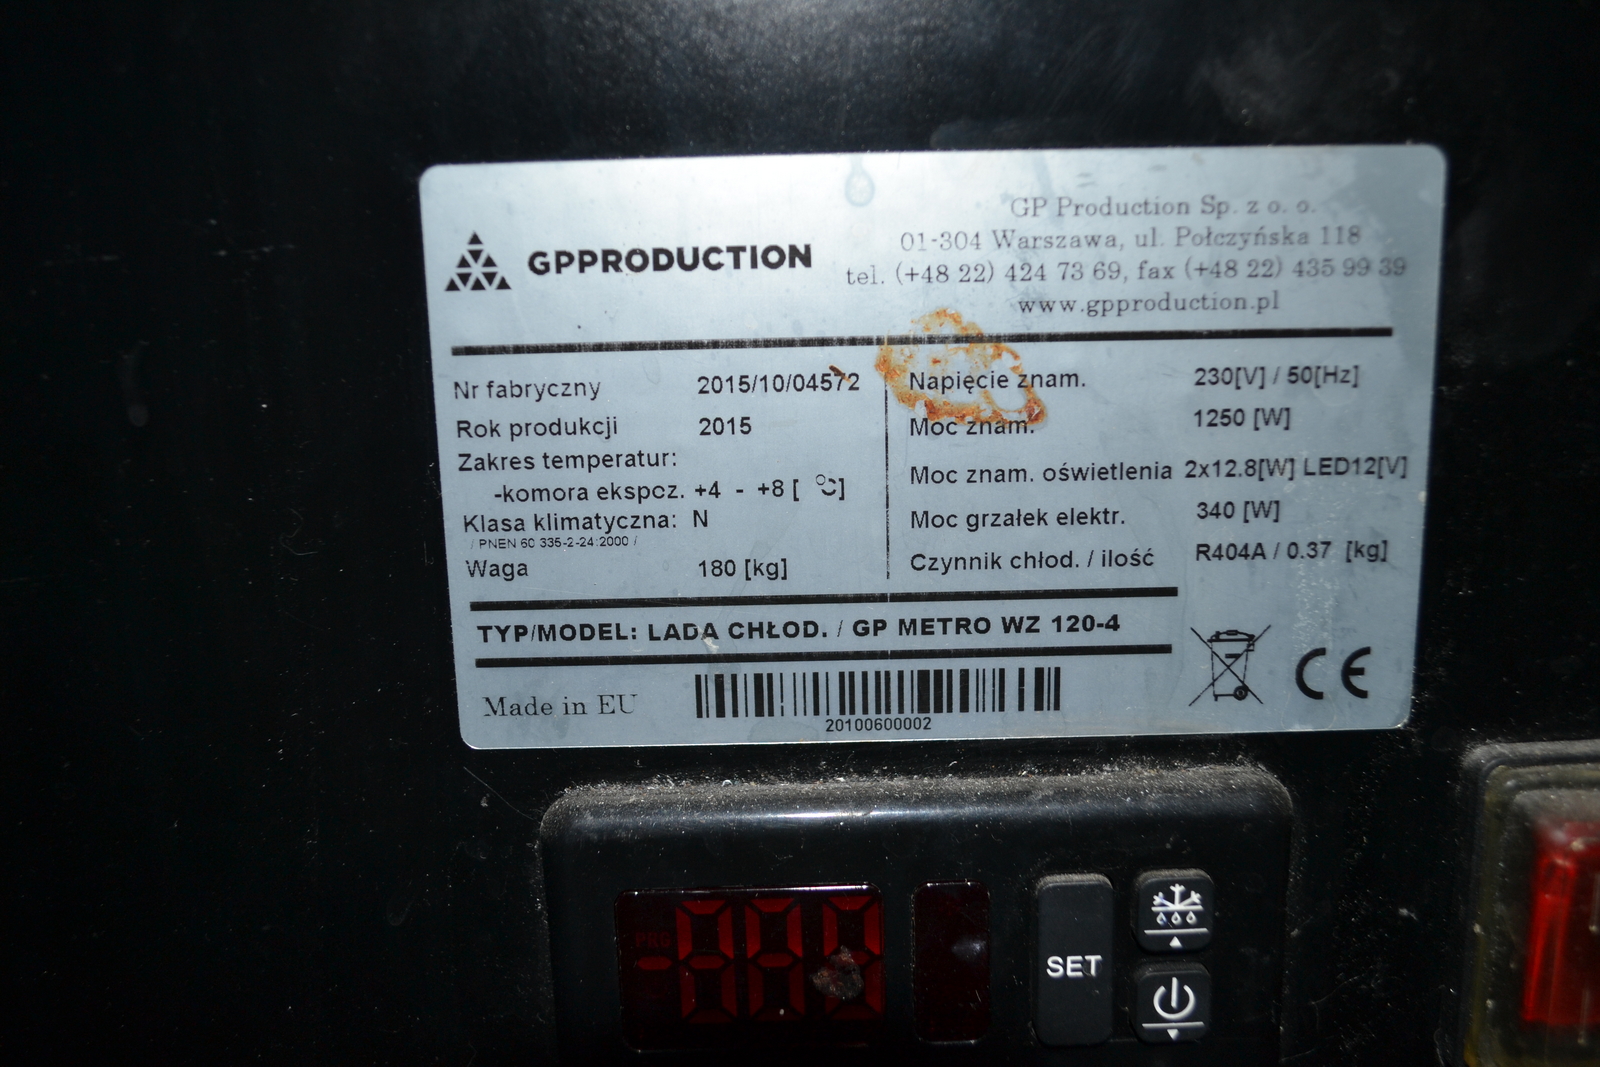 GPPRODUCTION
GP Production Sp. z o. o.
01-304 Warszawa, ul. Połczyńska 118
tel. (+48 22) 424 73 69, fax (+48 22) 435 99 39
www.gpproduction.pl
Nr fabryczny 2015/10/04572
Rok produkcji 2015
Zakres temperatur:
-komora ekspoz. +4 - +8 [ °C]
Klasa klimatyczna: N
/ PNEN 60 335-2-24:2000 /
Waga 180 [kg]
Napięcie znam. 230[V] / 50[Hz]
Moc znam. 1250 [W]
Moc znam. oświetlenia 2x12.8[W] LED12[V]
Moc grzałek elektr. 340 [W]
Czynnik chłod. / ilość R404A / 0.37 [kg]
TYP/MODEL: LADA CHŁOD. / GP METRO WZ 120-4
Made in EU
20100600002
CE
PRG
SET